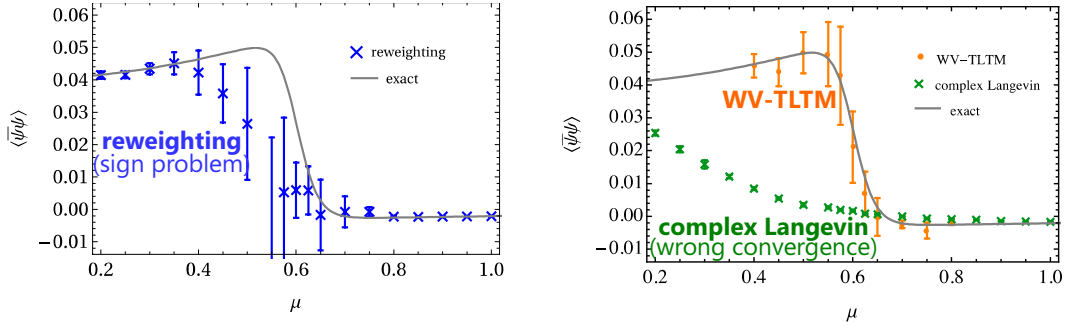 0.06
0.05
0.04
0.03
0.02
0.01
0.00
−0.01
⟨ψ̄ψ⟩
reweighting
exact
reweighting
(sign problem)
0.2 0.4 0.6 0.8 1.0
μ
0.06
0.05
0.04
0.03
0.02
0.01
0.00
−0.01
⟨ψ̄ψ⟩
WV−TLTM
complex Langevin
exact
WV-TLTM
complex Langevin
(wrong convergence)
0.2 0.4 0.6 0.8 1.0
μ